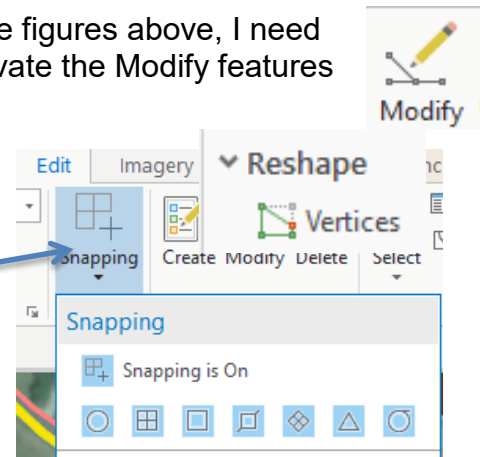 e figures above, I need
vate the Modify features
Modify
Edit Imagery
Reshape
Vertices
Snapping Create Modify Delete Select
Snapping
Snapping is On